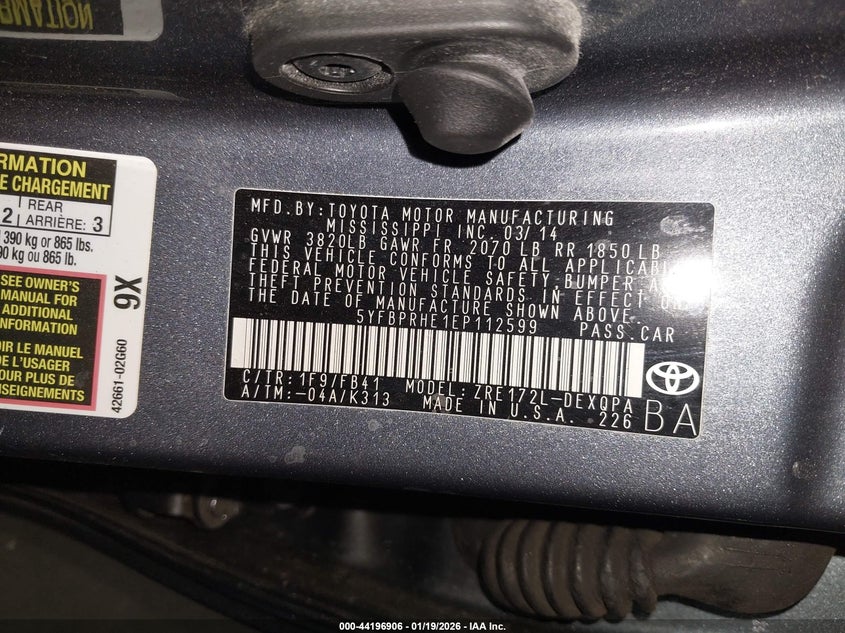 NOITAMA
RMATION
E CHARGEMENT
2 REAR ARRIÈRE: 3
390 kg or 865 lbs.
90 kg ou 865 lb.
SEE OWNER'S
MANUAL FOR
ADDITIONAL
INFORMATION
OIR LE MANUEL
DE L'USAGER
POUR PLUS DE
NSEIGNEMENTS
9X
42661-02G60
MFD. BY: TOYOTA MOTOR MANUFACTURING
MISSISSIPPI INC. 03/14
GVWR 3820LB GAWR FR 2070 LB RR 1850 LB
THIS VEHICLE CONFORMS TO ALL APPLICABL
FEDERAL MOTOR VEHICLE SAFETY, BUMPER, A
THEFT PREVENTION STANDARDS IN EFFECT ON
THE DATE OF MANUFACTURE SHOWN ABOVE.
5YFBPRHE1EP112599 PASS. CAR
C/TR: 1F9/FB41 MODEL: ZRE172L-DEXQPA
A/TM: -04A/K313 MADE IN U.S.A. 226
BA
000-44196906 - 01/19/2026 - IAA Inc.